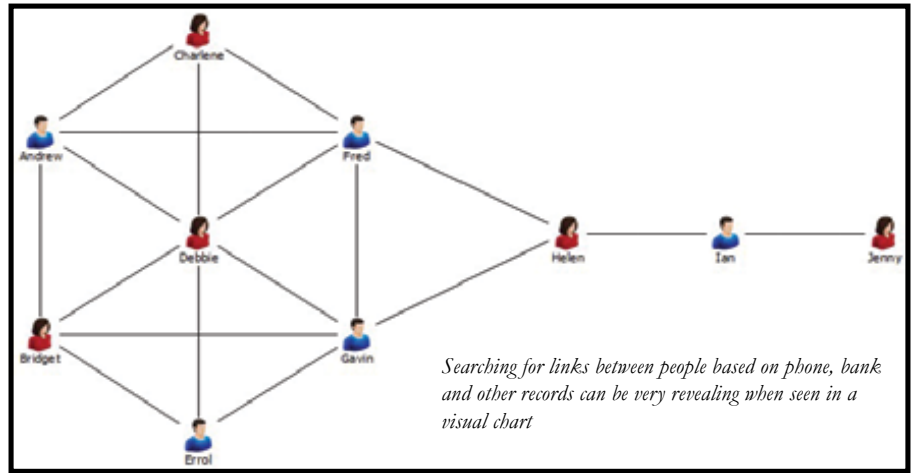 Charlene
Andrew
Fred
Debbie
Helen
Ian
Jenny
Bridget
Gavin
Errol
Searching for links between people based on phone, bank
and other records can be very revealing when seen in a
visual chart